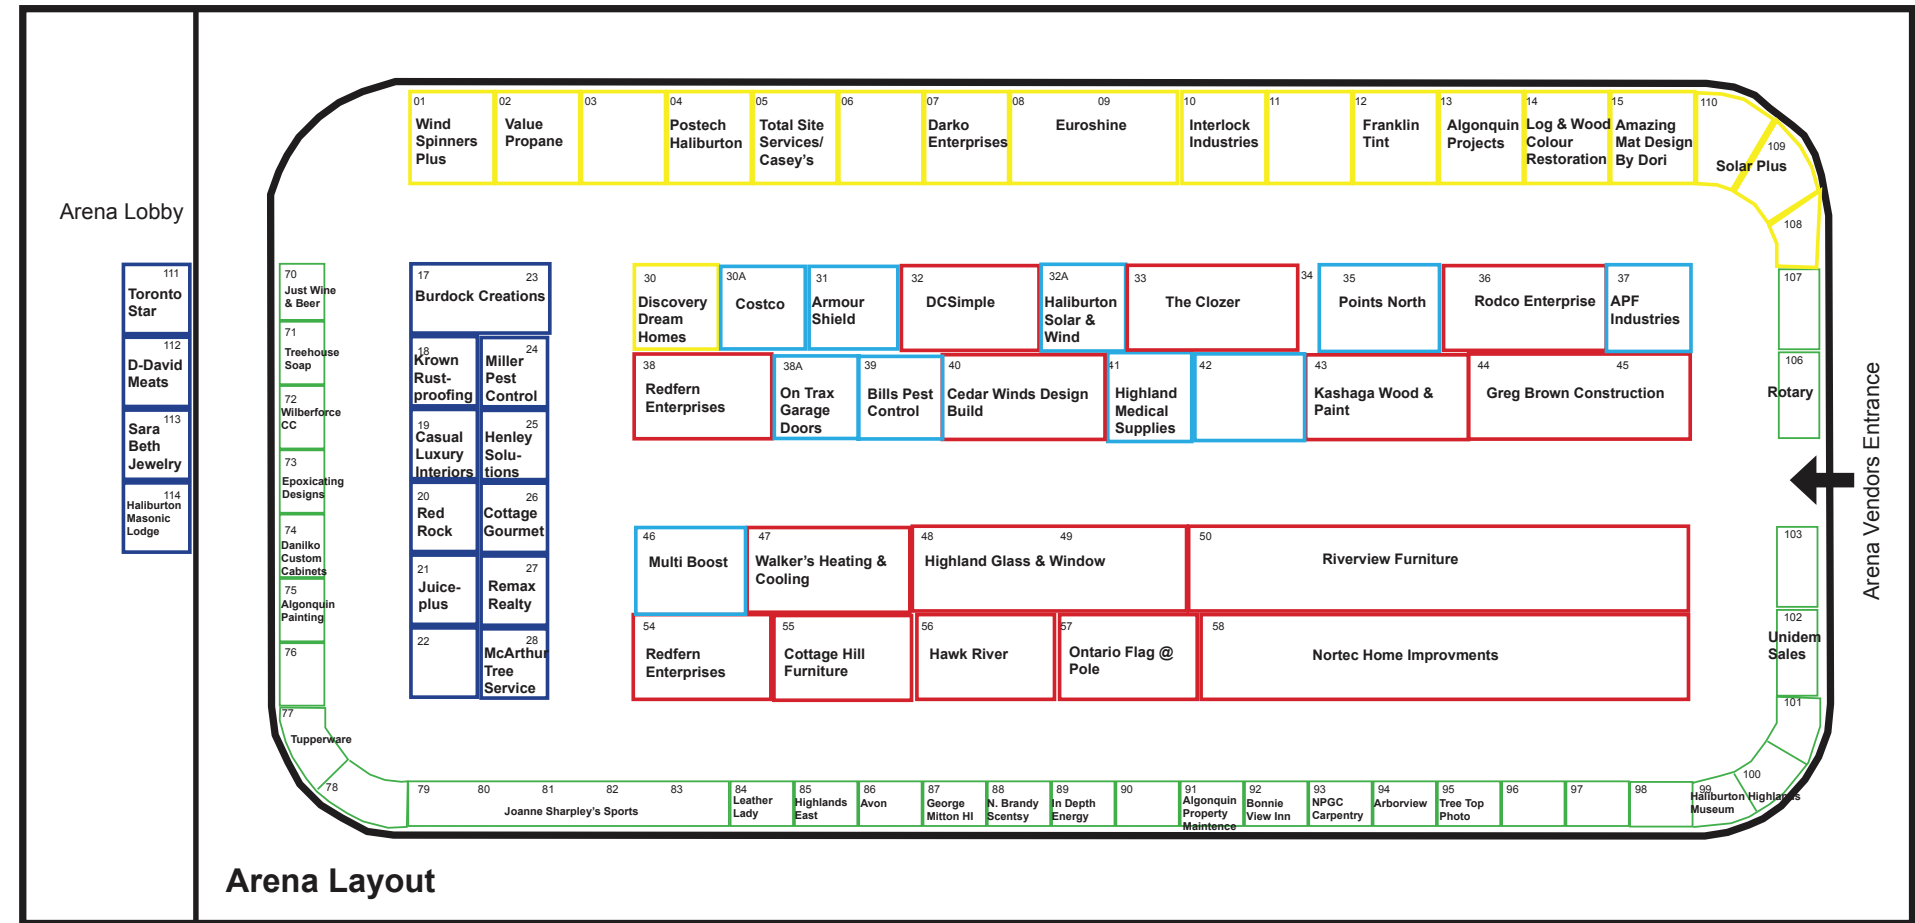 01
Wind
Spinners
Plus
02
Value
Propane
03
04
Postech
Haliburton
05
Total Site
Services/
Casey's
06
07
Darko
Enterprises
08 09
Euroshine
10
Interlock
Industries
11
12
Franklin
Tint
13
Algonquin
Projects
14
Log & Wood
Colour
Restoration
15
Amazing
Mat Design
By Dori
110
109
Solar Plus
108
107
106
Rotary
Arena Vendors Entrance
103
102
Unidem
Sales
101
100
99
Haliburton Highlands
Museum
Arena Lobby
111
Toronto
Star
112
D-David
Meats
113
Sara
Beth
Jewelry
114
Haliburton
Masonic
Lodge
70
Just Wine
& Beer
71
Treehouse
Soap
72
Wilberforce
CC
73
Epoxicating
Designs
74
Danilko
Custom
Cabinets
75
Algonquin
Painting
76
77
Tupperware
78
17 23
Burdock Creations
18
Krown
Rust-
proofing
24
Miller
Pest
Control
19
Casual
Luxury
Interiors
25
Henley
Solu-
tions
20
Red
Rock
26
Cottage
Gourmet
21
Juice-
plus
27
Remax
Realty
22
28
McArthur
Tree
Service
30
Discovery
Dream
Homes
30A
Costco
31
Armour
Shield
32
DCSimple
32A
Haliburton
Solar &
Wind
33
The Clozer
34
35
Points North
36
Rodco Enterprise
37
APF
Industries
38
Redfern
Enterprises
38A
On Trax
Garage
Doors
39
Bills Pest
Control
40
Cedar Winds Design
Build
41
Highland
Medical
Supplies
42
43
Kashaga Wood &
Paint
44 45
Greg Brown Construction
46
Multi Boost
47
Walker's Heating &
Cooling
48 49
Highland Glass & Window
50
Riverview Furniture
54
Redfern
Enterprises
55
Cottage Hill
Furniture
56
Hawk River
57
Ontario Flag @
Pole
58
Nortec Home Improvments
79 80 81 82 83
Joanne Sharpley's Sports
84
Leather
Lady
85
Highlands
East
86
Avon
87
George
Mitton HI
88
N. Brandy
Scentsy
89
In Depth
Energy
90
91
Algonquin
Property
Maintence
92
Bonnie
View Inn
93
NPGC
Carpentry
94
Arborview
95
Tree Top
Photo
96
97
98
Arena Layout